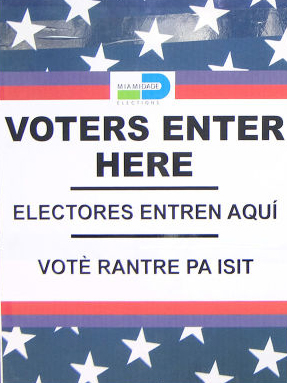 MIAMIDADE
ELECTIONS
VOTERS ENTER
HERE
ELECTORES ENTREN AQUÍ
VOTÈ RANTRE PA ISIT